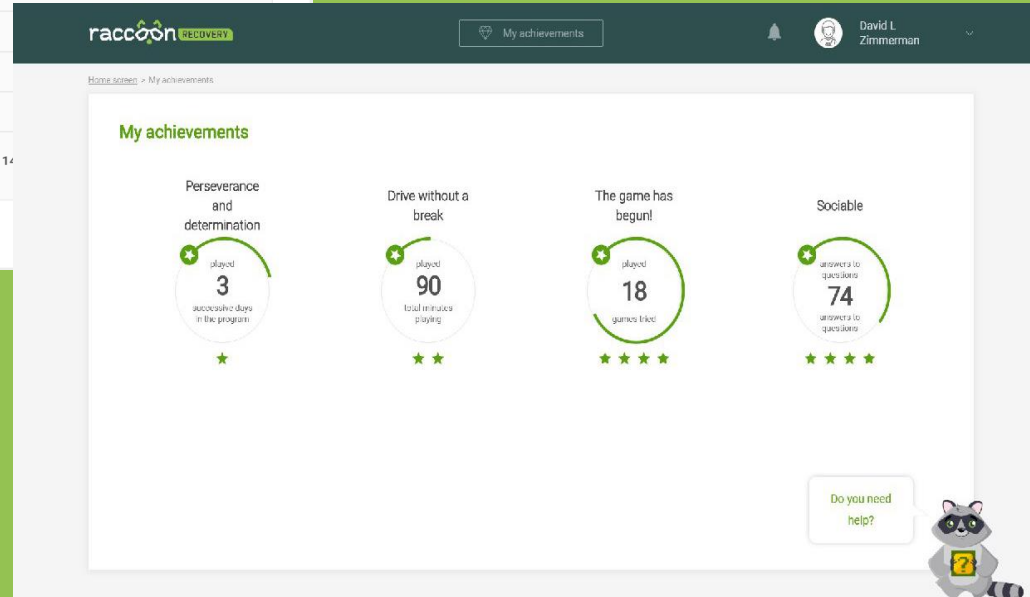 raccoon RECOVERY
My achievements
David L
Zimmerman
Home screen > My achievements
14
My achievements
Perseverance
and
determination
played
3
successive days
in the program
Drive without a
break
played
90
total minutes
playing
The game has
begun!
played
18
games tried
Sociable
answers to
questions
74
answers to
questions
Do you need
help?
?